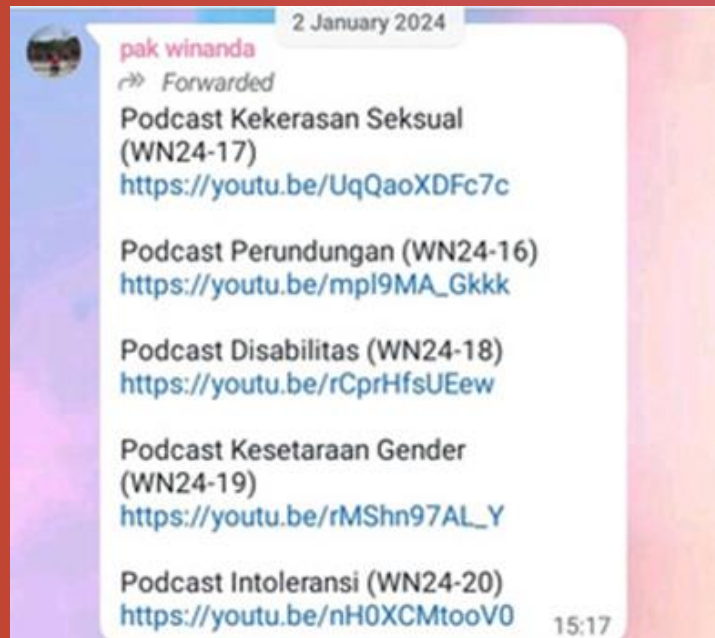 2 January 2024
pak winanda
Forwarded
Podcast Kekerasan Seksual
(WN24-17)
https://youtu.be/UqQaoXDFc7c
Podcast Perundungan (WN24-16)
https://youtu.be/mpl9MA_Gkkk
Podcast Disabilitas (WN24-18)
https://youtu.be/rCprHfsUEew
Podcast Kesetaraan Gender
(WN24-19)
https://youtu.be/rMShn97AL_Y
Podcast Intoleransi (WN24-20)
https://youtu.be/nH0XCMtooV0
15:17